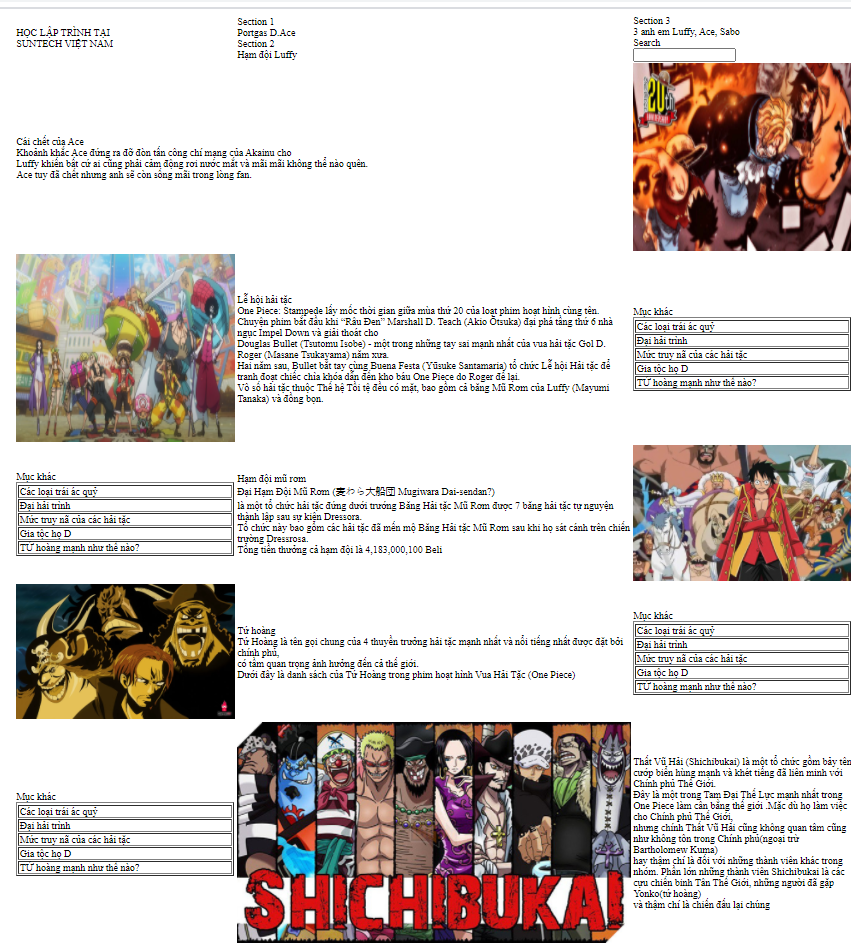 HỌC LẬP TRÌNH TẠI
SUNTECH VIỆT NAM
Section 1
Portgas D.Ace
Section 2
Hạm đội Luffy
Section 3
3 anh em Luffy, Ace, Sabo
Search
20th
Cái chết của Ace
Khoảnh khắc Ace đứng ra đỡ đòn tấn công chí mạng của Akainu cho
Luffy khiến bất cứ ai cũng phải cảm động rơi nước mắt và mãi mãi không thể nào quên.
Ace tuy đã chết nhưng anh sẽ còn sống mãi trong lòng fan.
Lễ hội hải tặc
One Piece: Stampede lấy mốc thời gian giữa mùa thứ 20 của loạt phim hoạt hình cùng tên.
Chuyện phim bắt đầu khi “Râu Đen” Marshall D. Teach (Akio Ōtsuka) đại phá tầng thứ 6 nhà
ngục Impel Down và giải thoát cho
Douglas Bullet (Tsutomu Isobe) - một trong những tay sai mạnh nhất của vua hải tặc Gol D.
Roger (Masane Tsukayama) năm xưa.
Hai năm sau, Bullet bắt tay cùng Buena Festa (Yūsuke Santamaria) tổ chức Lễ hội Hải tặc để
tranh đoạt chiếc chìa khóa dẫn đến kho báu One Piece do Roger để lại.
Vô số hải tặc thuộc Thế hệ Tồi tệ đều có mặt, bao gồm cả băng Mũ Rơm của Luffy (Mayumi
Tanaka) và đồng bọn.
Mục khác
Các loại trái ác quỷ
Đại hải trình
Mức truy nã của các hải tặc
Gia tộc họ D
TỨ hoàng mạnh như thế nào?
Mục khác
Các loại trái ác quỷ
Đại hải trình
Mức truy nã của các hải tặc
Gia tộc họ D
TỨ hoàng mạnh như thế nào?
Hạm đội mũ rơm
Đại Hạm Đội Mũ Rơm (麦わら大船団 Mugiwara Dai-sendan?)
là một tổ chức hải tặc đứng dưới trướng Băng Hải Tặc Mũ Rơm được 7 băng hải tặc tự nguyện
thành lập sau sự kiện Dressora.
Tổ chức này bao gồm các hải tặc đã mến mộ Băng Hải Tặc Mũ Rơm sau khi họ sát cánh trên chiến
trường Dressrosa.
Tổng tiền thưởng cả hạm đội là 4,183,000,100 Beli
Tứ hoàng
Tứ Hoàng là tên gọi chung của 4 thuyền trưởng hải tặc mạnh nhất và nổi tiếng nhất được đặt bởi
chính phủ,
có tầm quan trọng ảnh hưởng đến cả thế giới.
Dưới đây là danh sách của Tứ Hoàng trong phim hoạt hình Vua Hải Tặc (One Piece)
Mục khác
Các loại trái ác quỷ
Đại hải trình
Mức truy nã của các hải tặc
Gia tộc họ D
TỨ hoàng mạnh như thế nào?
Mục khác
Các loại trái ác quỷ
Đại hải trình
Mức truy nã của các hải tặc
Gia tộc họ D
TỨ hoàng mạnh như thế nào?
SHICHIBUKAI
Thất Vũ Hải (Shichibukai) là một tổ chức gồm bảy tên
cướp biển hùng mạnh và khét tiếng đã liên minh với
Chính phủ Thế Giới.
Đây là một trong Tam Đại Thế Lực mạnh nhất trong
One Piece làm cân bằng thế giới .Mặc dù họ làm việc
cho Chính phủ Thế Giới,
nhưng chính Thất Vũ Hải cũng không quan tâm cũng
như không tôn trong Chính phủ(ngoại trừ
Bartholomew Kuma)
hay thậm chí là đối với những thành viên khác trong
nhóm. Phần lớn những thành viên Shichibukai là các
cựu chiến binh Tân Thế Giới, những người đã gặp
Yonko(tứ hoàng)
và thậm chí là chiến đấu lại chúng